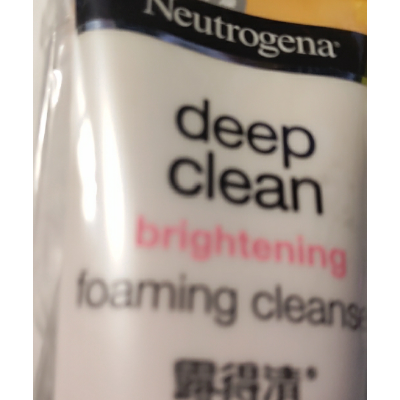 Neutrogena®
deep
clean
brightening
foaming cleanse
露得清®